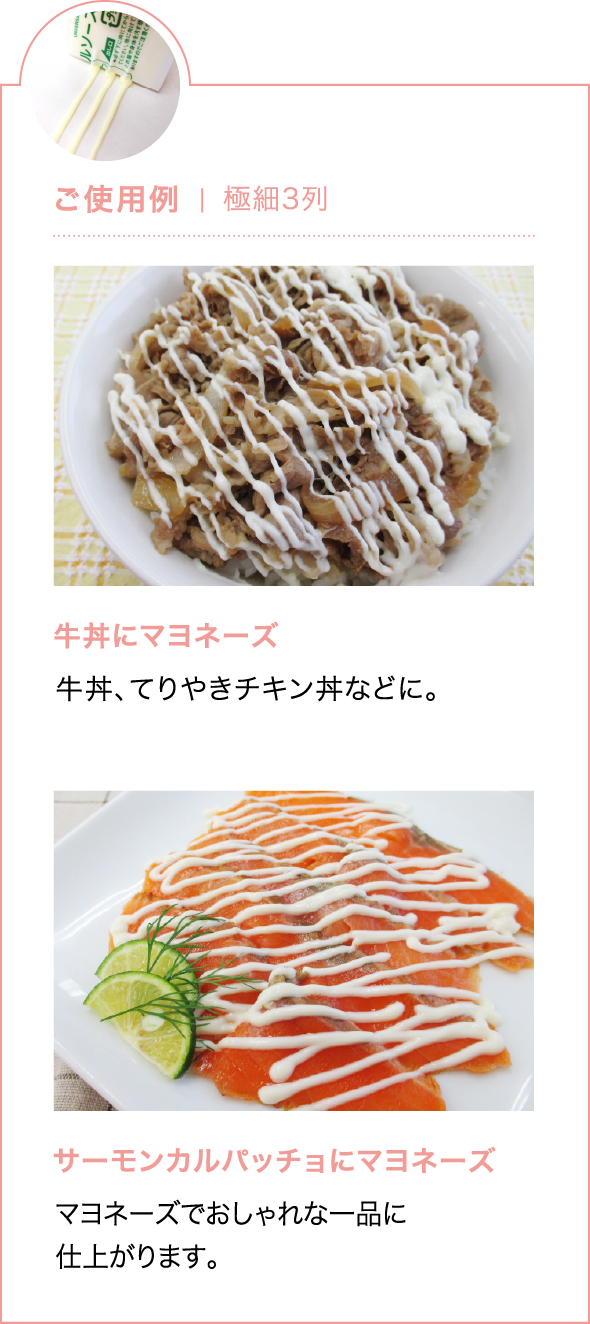 ご使用例 | 極細3列
牛丼にマヨネーズ
牛丼、てりやきチキン丼などに。
サーモンカルパッチョにマヨネーズ
マヨネーズでおしゃれな一品に
仕上がります。